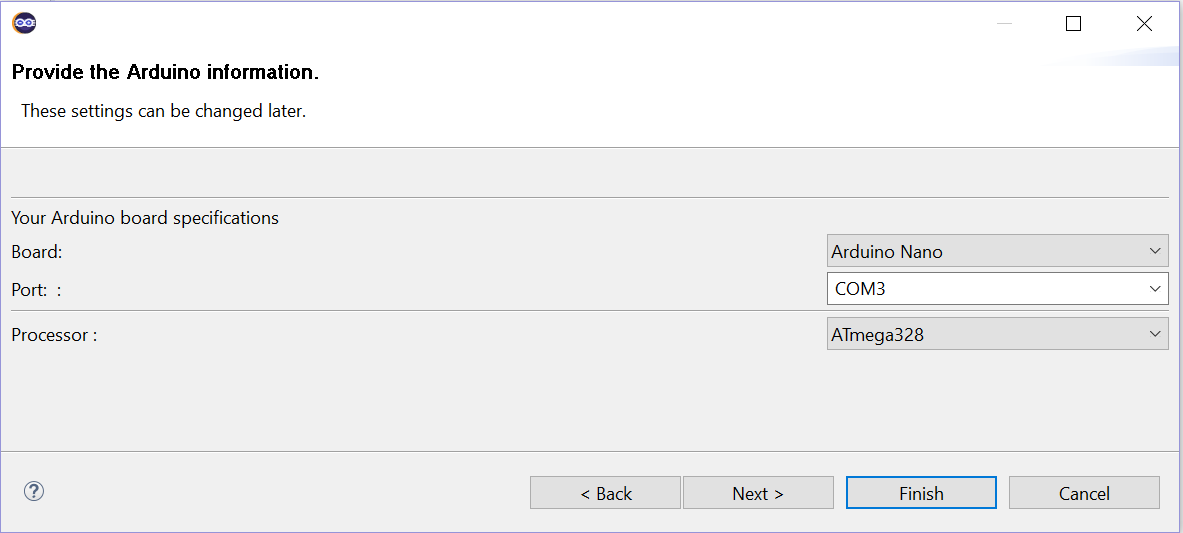 Provide the Arduino information.
These settings can be changed later.
Your Arduino board specifications
Board: Arduino Nano
Port:  : COM3
Processor : ATmega328
? < Back Next > Finish Cancel